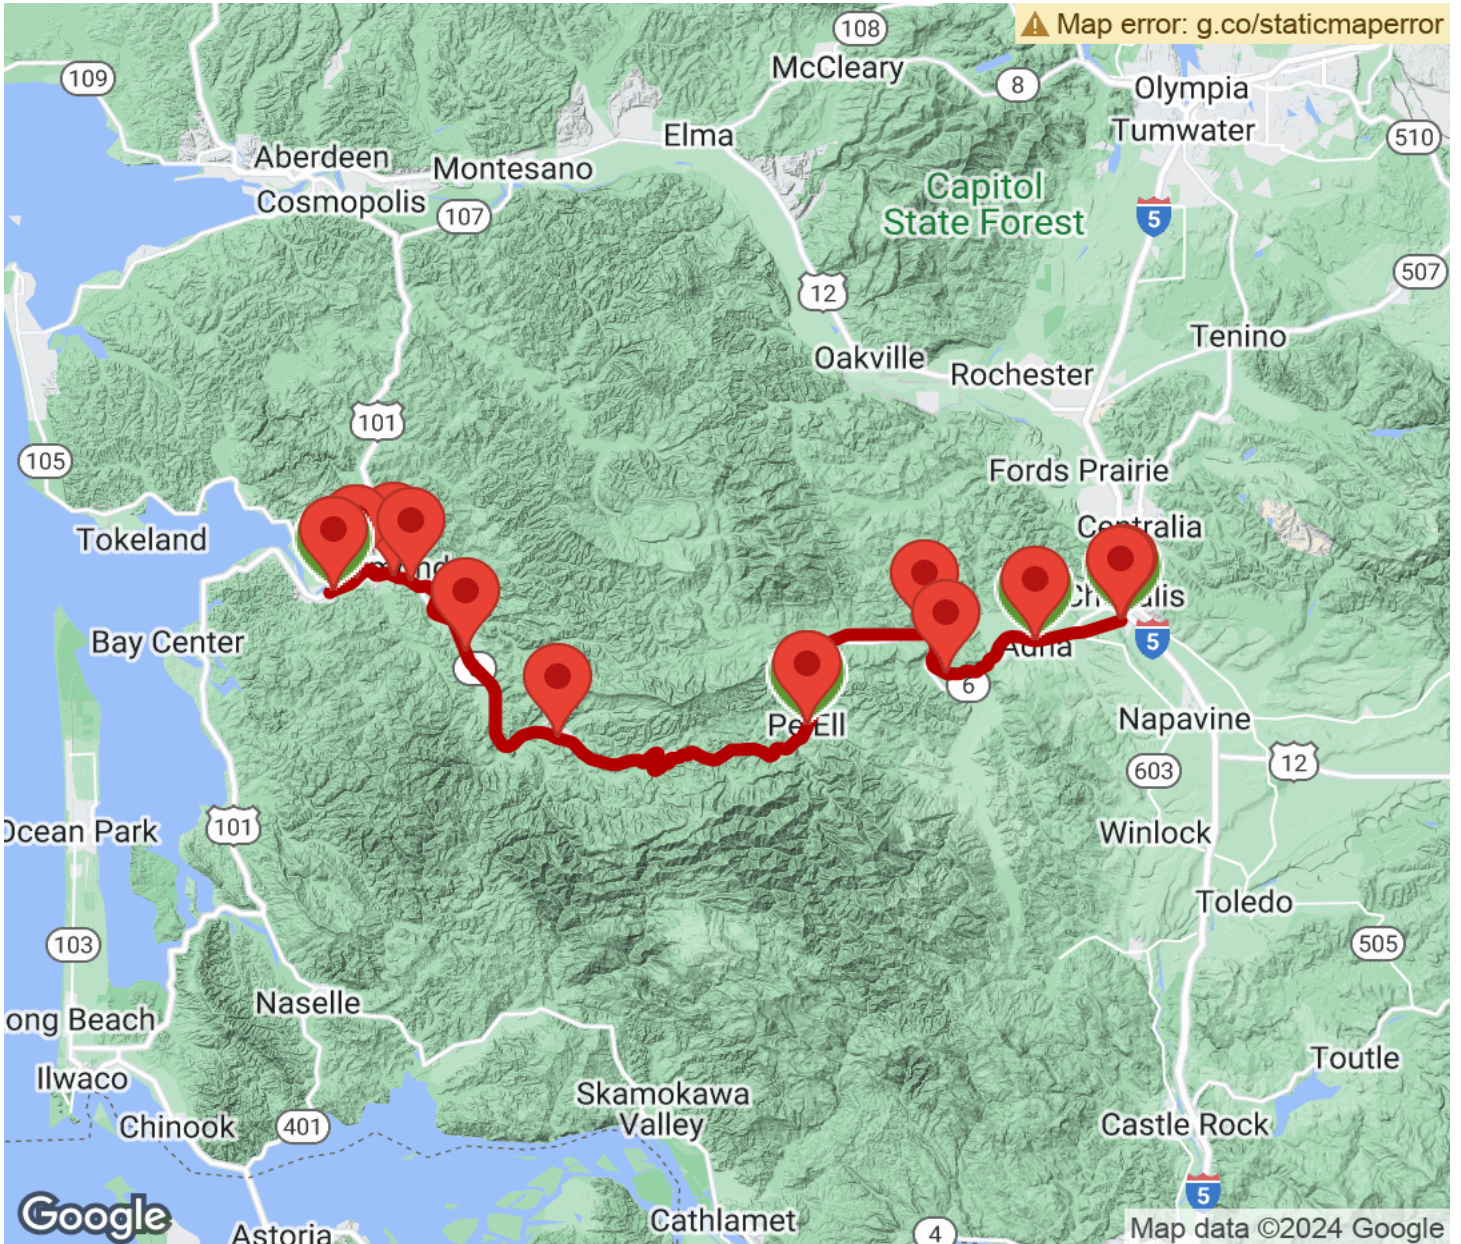 Map error: g.co/staticmaperror
108
McCleary
109
8
Olympia
Elma
Tumwater
510
Aberdeen
Montesano
Capitol
State Forest
Cosmopolis
107
5
507
12
Tenino
Oakville
Rochester
101
105
Fords Prairie
Tokeland
Centralia
Bay Center
Adna
5
6
Pe Ell
Napavine
603
12
101
Ocean Park
Winlock
Toledo
103
505
Naselle
ong Beach
Toutle
Ilwaco
Skamokawa
Valley
Chinook
401
Castle Rock
5
Google
Cathlamet
Astoria
4
Map data ©2024 Google